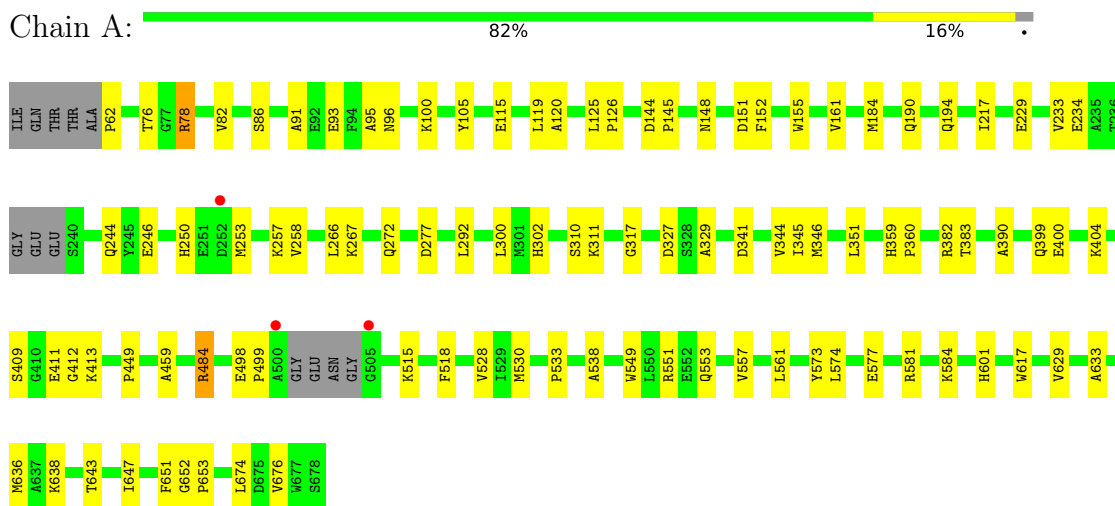 Chain A:
82% 16% •
ILE GLN THR THR ALA P62 T76 G77 R78 V82 S86 A91 E92 E93 F94 A95 N96 K100 Y105 E115 L119 A120 L125 P126 D144 P145 N148 D151 F152 W155 V161 M184 Q190 Q194 I217 E229 V233 E234 A235 T236
GLY GLU GLU S240 Q244 Y245 E246 H250 E251 D252 M253 K257 V258 L266 K267 Q272 D277 L292 L300 M301 H302 S310 K311 G317 D327 S328 A329 D341 V344 I345 M346 L351 H359 P360 R382 T383 A390 Q399 E400 K404
S409 G410 E411 G412 K413 P449 A459 R484 E498 P499 A500 GLY GLU ASN GLY G505 K515 F518 V528 I529 M530 P533 A538 W549 L550 R551 E552 Q553 V557 L561 Y573 L574 E577 R581 K584 H601 W617 V629 A633
M636 A637 K638 T643 I647 F651 G652 P653 L674 D675 V676 W677 S678